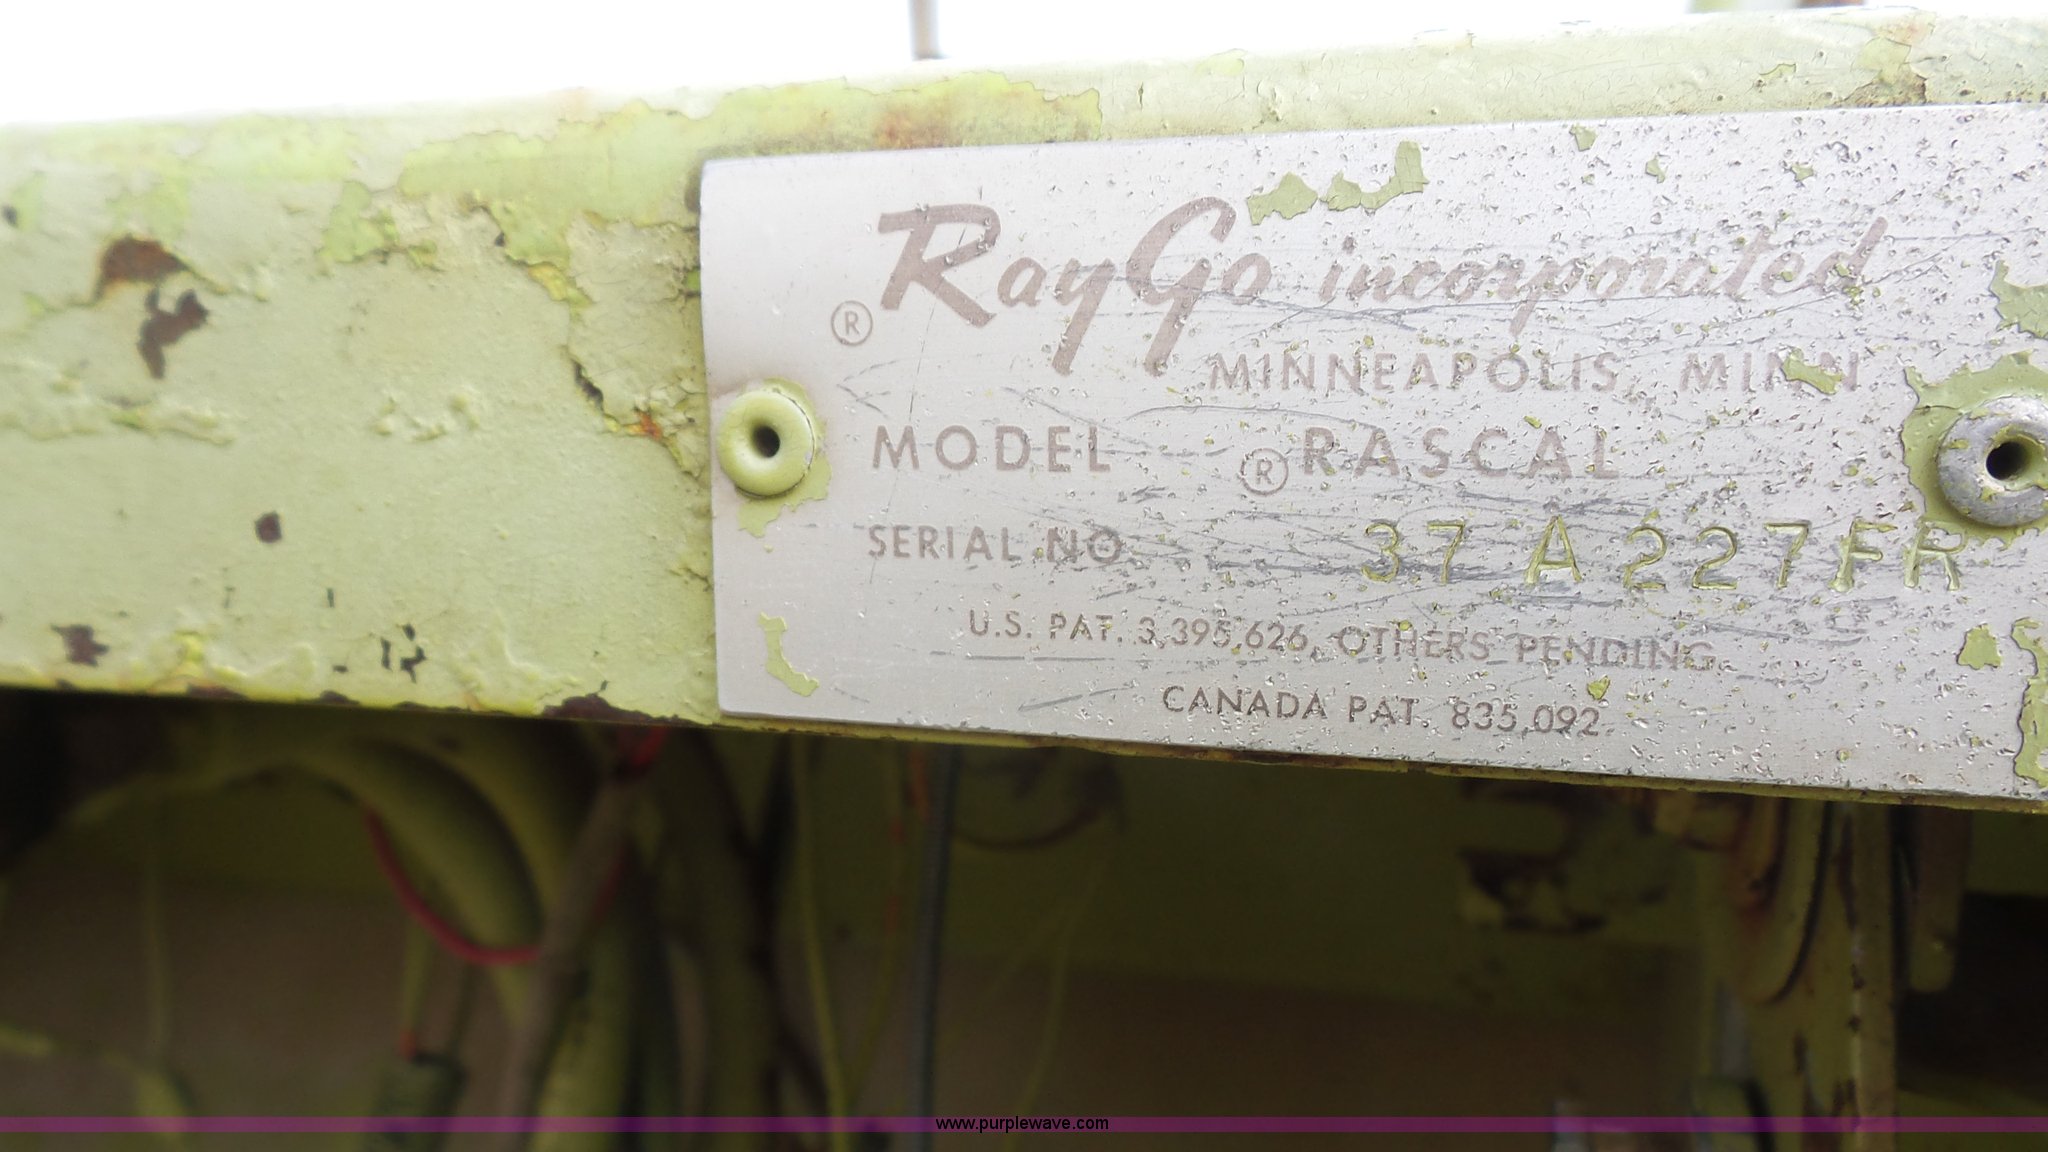 ® RayGo incorporated
MINNEAPOLIS, MINN
MODEL ® RASCAL
SERIAL NO 37 A 227FR
U.S. PAT. 3,395,626, OTHERS PENDING.
CANADA PAT. 835,092.
www.purplewave.com